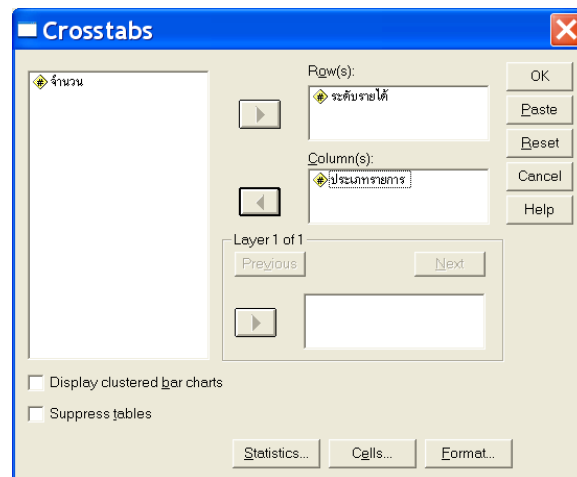 Crosstabs
จำนวน
Row(s):
ระดับรายได้
Column(s):
ประเภทรายการ
Layer 1 of 1
Previous
Next
Display clustered bar charts
Suppress tables
Statistics...
Cells...
Format...
OK
Paste
Reset
Cancel
Help